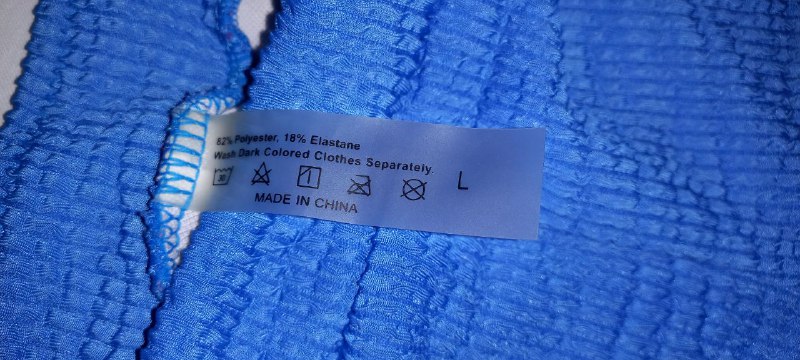 82% Polyester, 18% Elastane
Wash Dark Colored Clothes Separately.
L
MADE IN CHINA